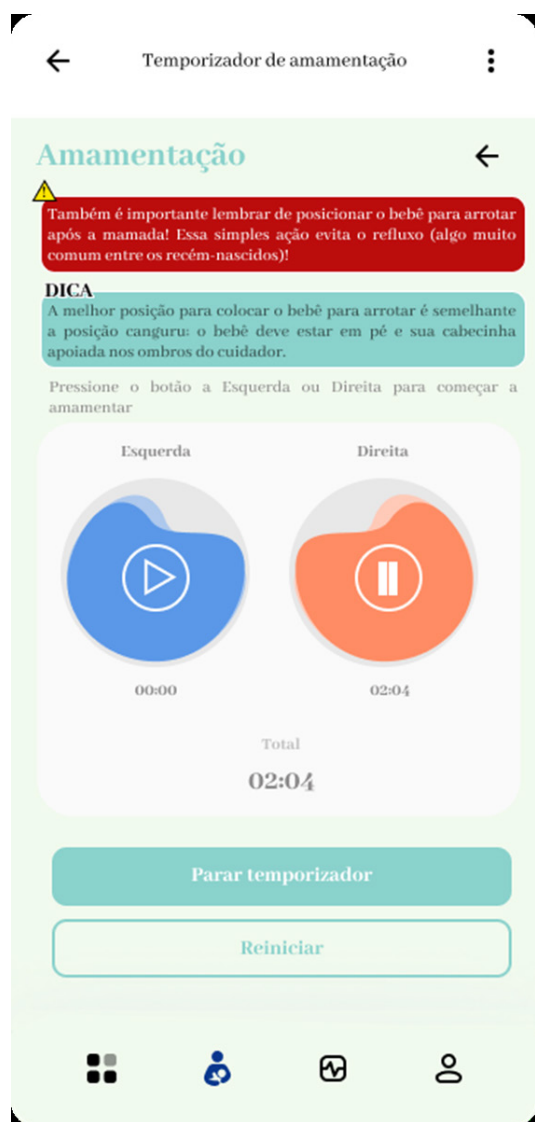 Temporizador de amamentação
Amamentação
Também é importante lembrar de posicionar o bebê para arrotar
após a mamada! Essa simples ação evita o refluxo (algo muito
comum entre os recém-nascidos)!
DICA
A melhor posição para colocar o bebê para arrotar é semelhante
a posição canguru: o bebê deve estar em pé e sua cabecinha
apoiada nos ombros do cuidador.
Pressione o botão a Esquerda ou Direita para começar a
amamentar
Esquerda Direita
00:00 02:04
Total
02:04
Parar temporizador
Reiniciar